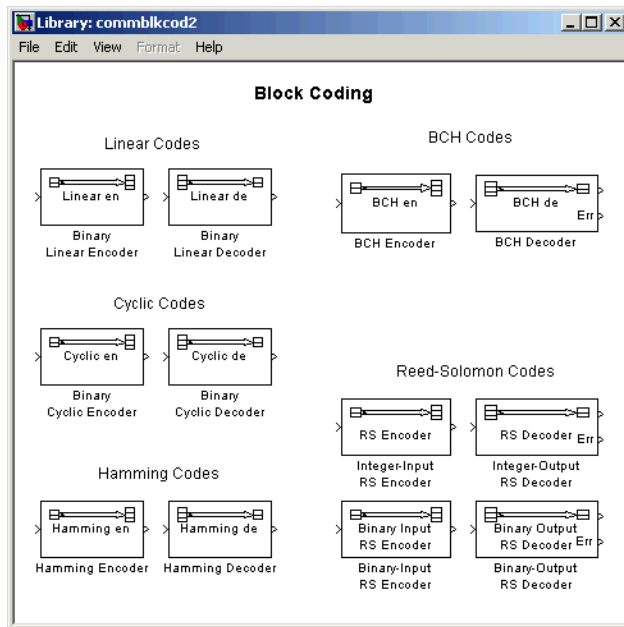 Library: commblkcod2
File Edit View Format Help
Block Coding
Linear Codes
Linear en
Binary
Linear Encoder
Linear de
Binary
Linear Decoder
BCH Codes
BCH en
BCH Encoder
BCH de
Err
BCH Decoder
Cyclic Codes
Cyclic en
Binary
Cyclic Encoder
Cyclic de
Binary
Cyclic Decoder
Reed-Solomon Codes
RS Encoder
Integer-Input
RS Encoder
RS Decoder
Err
Integer-Output
RS Decoder
Hamming Codes
Hamming en
Hamming Encoder
Hamming de
Hamming Decoder
Binary Input
RS Encoder
Binary-Input
RS Encoder
Binary Output
RS Decoder
Err
Binary-Output
RS Decoder